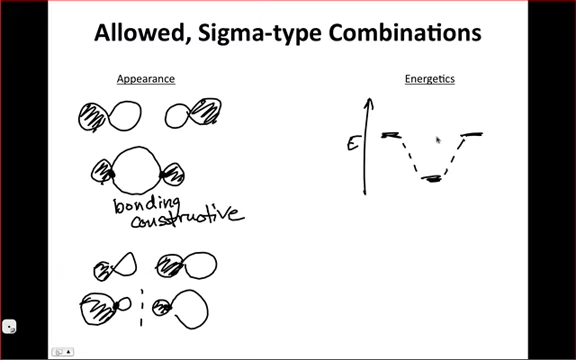 Allowed, Sigma-type Combinations
Appearance
Energetics
E
bonding
constructive